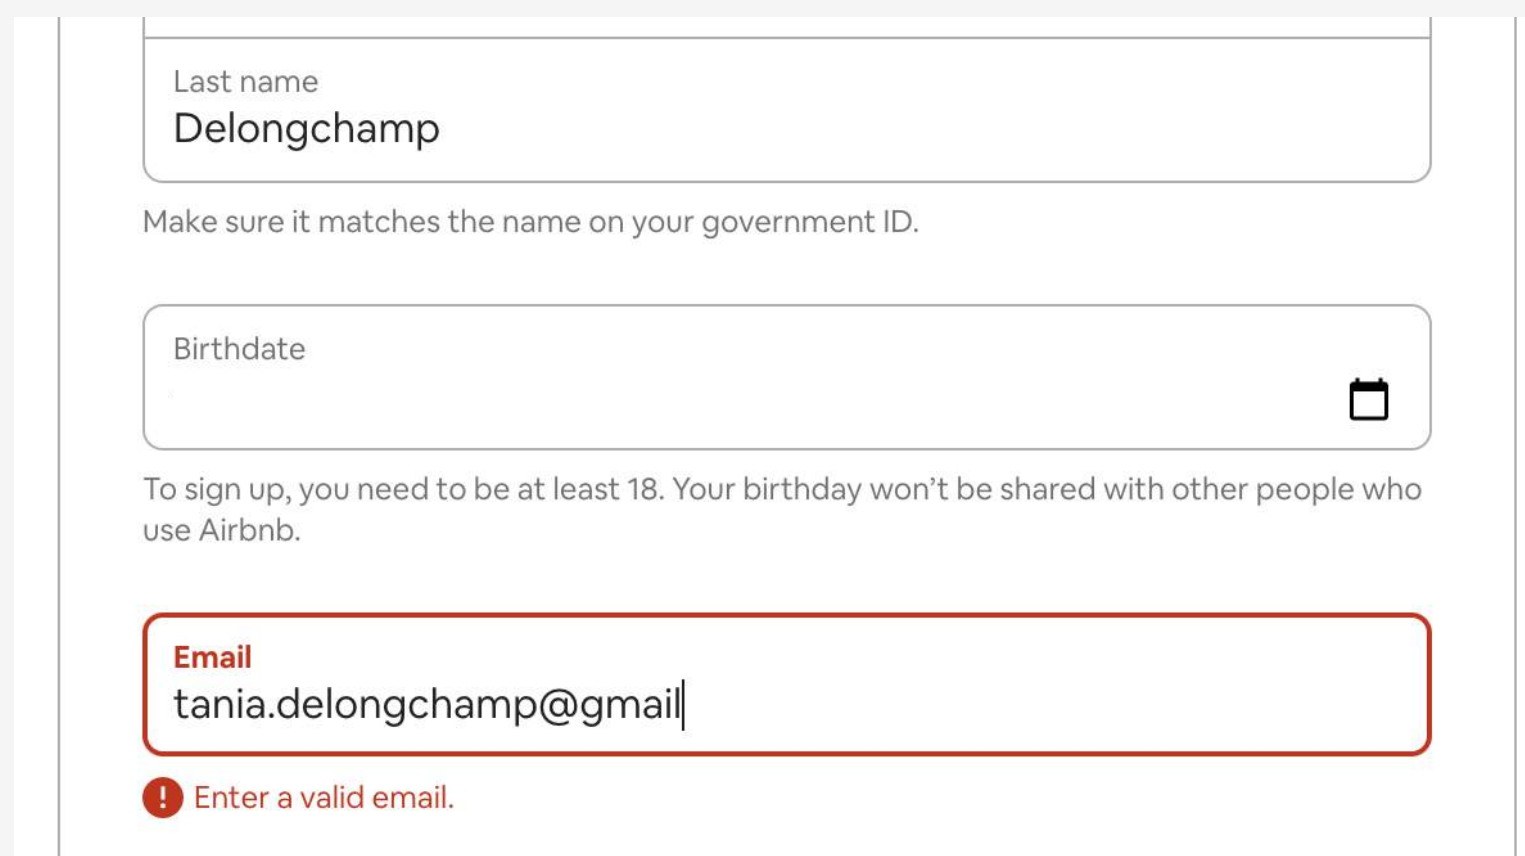 Last name
Delongchamp
Make sure it matches the name on your government ID.
Birthdate
To sign up, you need to be at least 18. Your birthday won’t be shared with other people who
use Airbnb.
Email
tania.delongchamp@gmail
Enter a valid email.